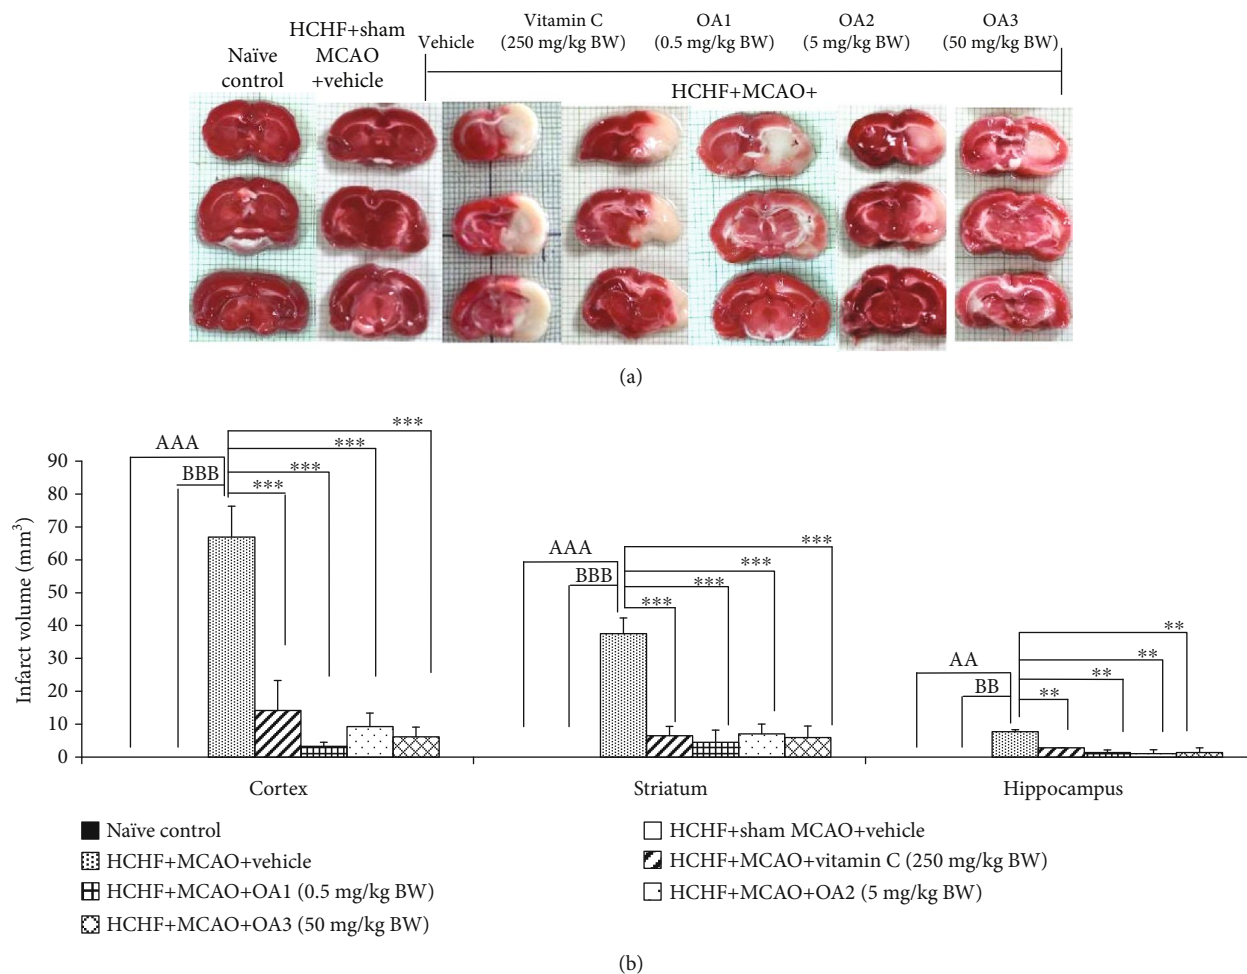 Naïve
control
HCHF+sham
MCAO
+vehicle
Vehicle
Vitamin C
(250 mg/kg BW)
OA1
(0.5 mg/kg BW)
OA2
(5 mg/kg BW)
OA3
(50 mg/kg BW)
HCHF+MCAO+
(a)
Infarct volume (mm³)
90
80
70
60
50
40
30
20
10
0
AAA
BBB
***
***
***
***
AAA
BBB
***
***
***
***
AA
BB
**
**
**
**
Cortex
Striatum
Hippocampus
Naïve control
HCHF+sham MCAO+vehicle
HCHF+MCAO+vehicle
HCHF+MCAO+vitamin C (250 mg/kg BW)
HCHF+MCAO+OA1 (0.5 mg/kg BW)
HCHF+MCAO+OA2 (5 mg/kg BW)
HCHF+MCAO+OA3 (50 mg/kg BW)
(b)